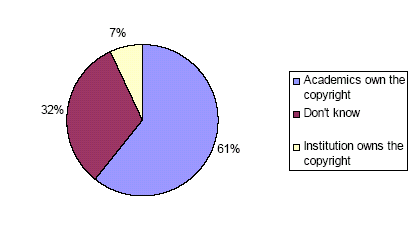 7%
32%
61%
Academics own the
copyright
Don't know
Institution owns the
copyright